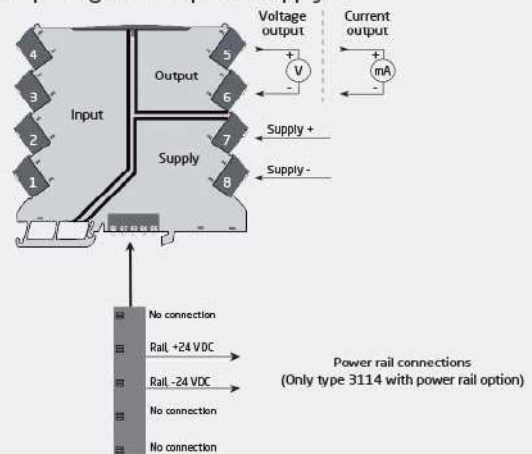 Voltage output
Current output
4
3
2
1
Input
Output
Supply
5
6
7
8
+
V
-
+
mA
-
Supply +
Supply -
No connection
Rail, +24 VDC
Rail, -24 VDC
No connection
No connection
Power rail connections
(Only type 3114 with power rail option)